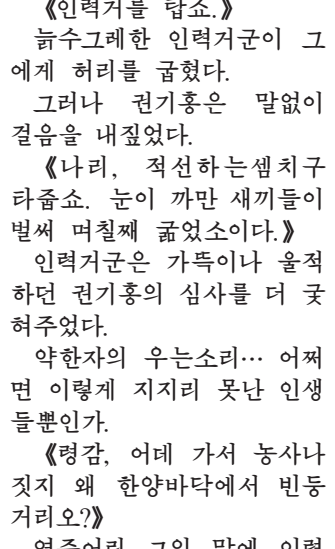 《인력거를 탑쇼.》
늙수그레한 인력거군이 그
에게 허리를 굽혔다.
그러나 권기홍은 말없이
걸음을 내짚었다.
《나리, 적선하는셈치구
타줍쇼. 눈이 까만 새끼들이
벌써 며칠째 굶었소이다.》
인력거군은 가뜩이나 울적
하던 권기홍의 심사를 더 궂
혀주었다.
약한자의 우는소리… 어쩌
면 이렇게 지지리 못난 인생
들뿐인가.
《령감, 어데 가서 농사나
짓지 왜 한양바닥에서 빈둥
거리오?》